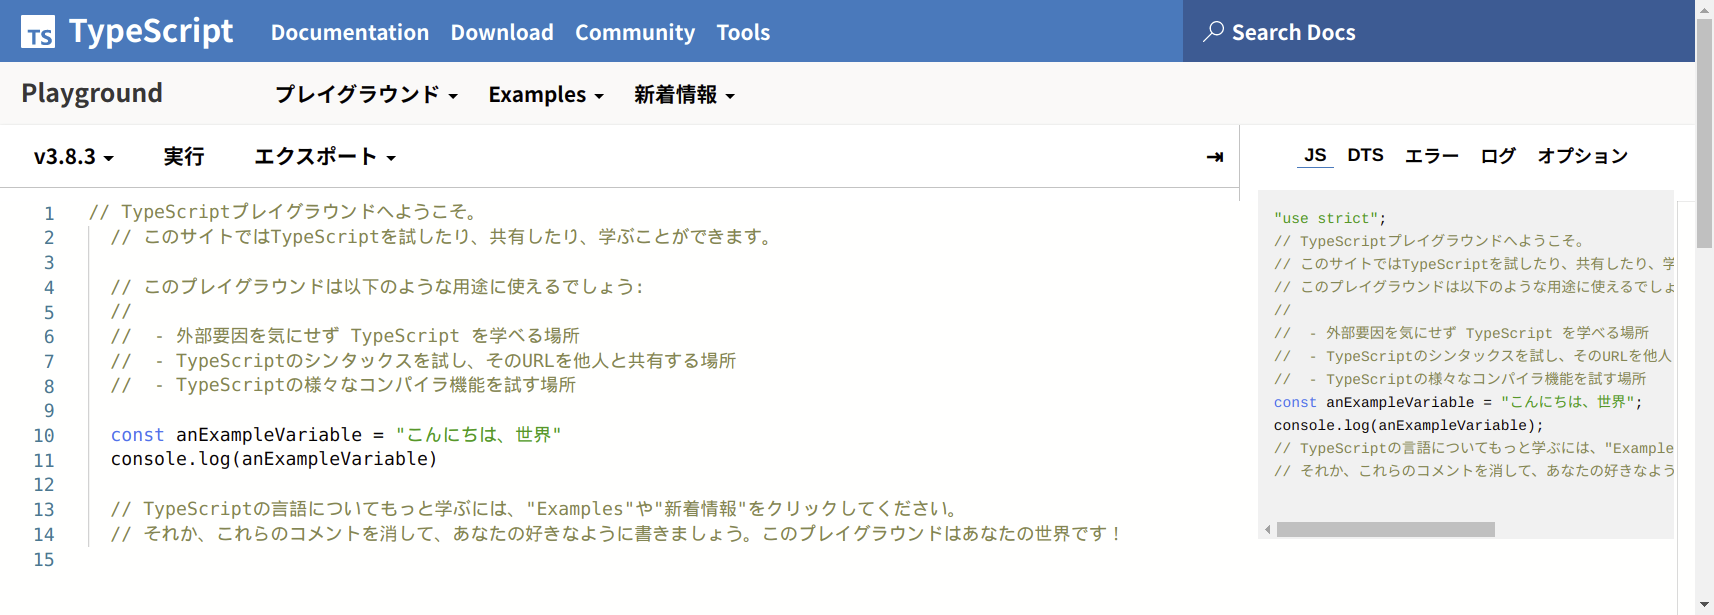 TS TypeScript Documentation Download Community Tools Search Docs
Playground プレイグラウンド Examples 新着情報
v3.8.3 実行 エクスポート
JS DTS エラー ログ オプション
1 // TypeScriptプレイグラウンドへようこそ。
2 // このサイトではTypeScriptを試したり、共有したり、学ぶことができます。
3
4 // このプレイグラウンドは以下のような用途に使えるでしょう:
5 //
6 //  - 外部要因を気にせず TypeScript を学べる場所
7 //  - TypeScriptのシンタックスを試し、そのURLを他人と共有する場所
8 //  - TypeScriptの様々なコンパイラ機能を試す場所
9
10 const anExampleVariable = "こんにちは、世界"
11 console.log(anExampleVariable)
12
13 // TypeScriptの言語についてもっと学ぶには、"Examples"や"新着情報"をクリックしてください。
14 // それか、これらのコメントを消して、あなたの好きなように書きましょう。このプレイグラウンドはあなたの世界です！
15
"use strict";
// TypeScriptプレイグラウンドへようこそ。
// このサイトではTypeScriptを試したり、共有したり、学
// このプレイグラウンドは以下のような用途に使えるでしょ
//
//  - 外部要因を気にせず TypeScript を学べる場所
//  - TypeScriptのシンタックスを試し、そのURLを他人
//  - TypeScriptの様々なコンパイラ機能を試す場所
const anExampleVariable = "こんにちは、世界";
console.log(anExampleVariable);
// TypeScriptの言語についてもっと学ぶには、"Example
// それか、これらのコメントを消して、あなたの好きなよう